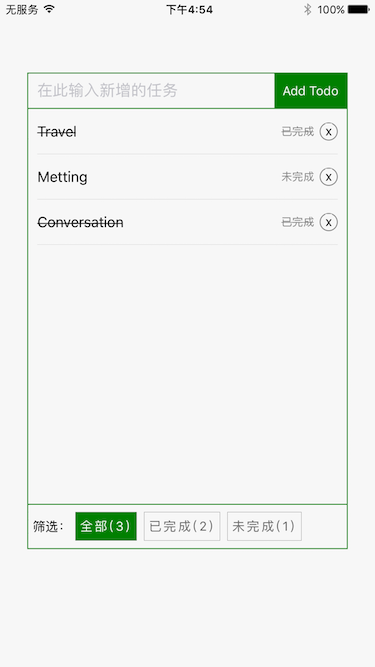 无服务 下午4:54 100%
在此输入新增的任务 Add Todo
Travel 已完成 x
Metting 未完成 x
Conversation 已完成 x
筛选： 全部(3) 已完成(2) 未完成(1)